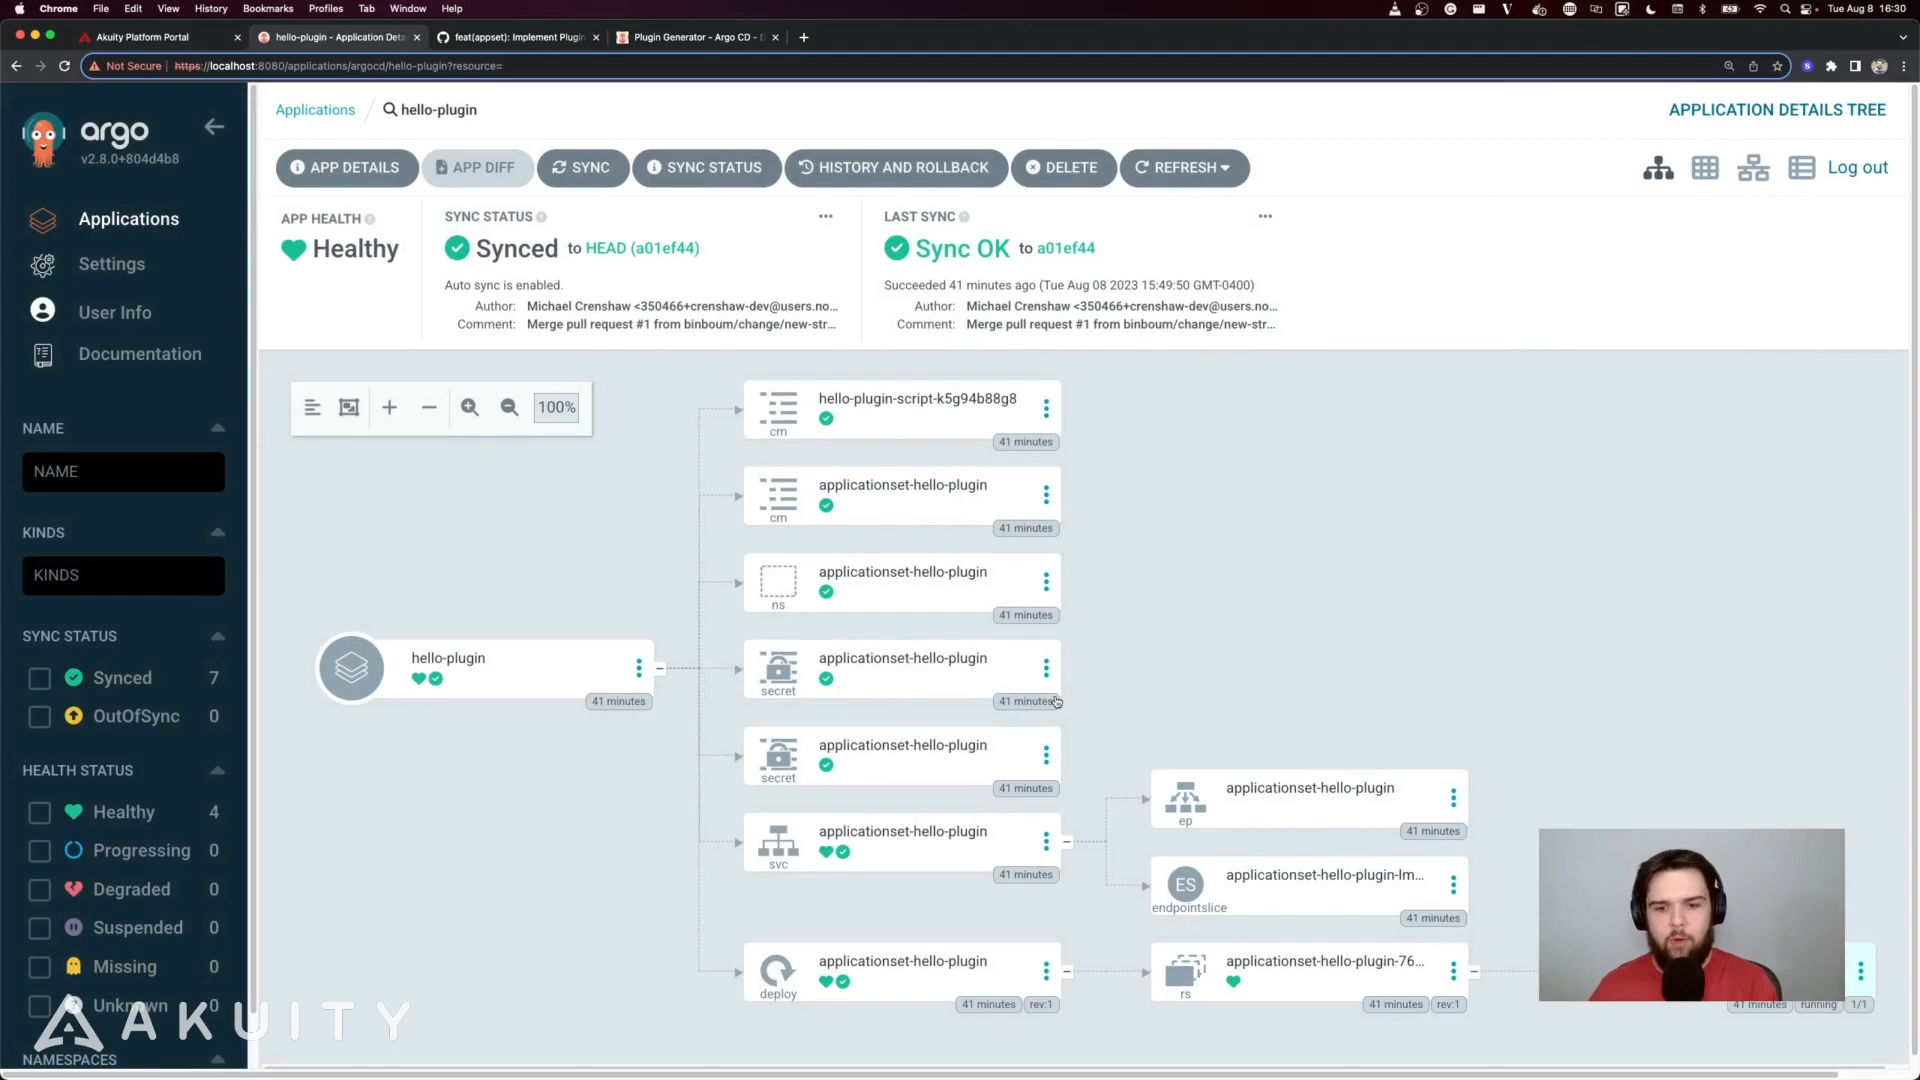 Chrome File Edit View History Bookmarks Profiles Tab Window Help
Tue Aug 8 16:30
Akuity Platform Portal
hello-plugin - Application Deta
feat(appset): Implement Plugin
Plugin Generator - Argo CD - D
Not Secure https://localhost:8080/applications/argocd/hello-plugin?resource=
argo
v2.8.0+804d4b8
Applications
Settings
User Info
Documentation
NAME
NAME
KINDS
KINDS
SYNC STATUS
Synced 7
OutOfSync 0
HEALTH STATUS
Healthy 4
Progressing 0
Degraded 0
Suspended 0
Missing 0
Unknown 0
NAMESPACES
AKUITY
Applications / hello-plugin
APPLICATION DETAILS TREE
APP DETAILS
APP DIFF
SYNC
SYNC STATUS
HISTORY AND ROLLBACK
DELETE
REFRESH
Log out
APP HEALTH
Healthy
SYNC STATUS
Synced to HEAD (a01ef44)
Auto sync is enabled.
Author: Michael Crenshaw <350466+crenshaw-dev@users.no...
Comment: Merge pull request #1 from binboum/change/new-str...
LAST SYNC
Sync OK to a01ef44
Succeeded 41 minutes ago (Tue Aug 08 2023 15:49:50 GMT-0400)
Author: Michael Crenshaw <350466+crenshaw-dev@users.no...
Comment: Merge pull request #1 from binboum/change/new-str...
100%
hello-plugin
41 minutes
hello-plugin-script-k5g94b88g8
cm
41 minutes
applicationset-hello-plugin
cm
41 minutes
applicationset-hello-plugin
ns
41 minutes
applicationset-hello-plugin
secret
41 minutes
applicationset-hello-plugin
secret
41 minutes
applicationset-hello-plugin
svc
41 minutes
applicationset-hello-plugin
ep
41 minutes
applicationset-hello-plugin-lm...
ES
endpointslice
41 minutes
applicationset-hello-plugin
deploy
41 minutes rev:1
applicationset-hello-plugin-76...
rs
41 minutes rev:1
41 minutes running 1/1